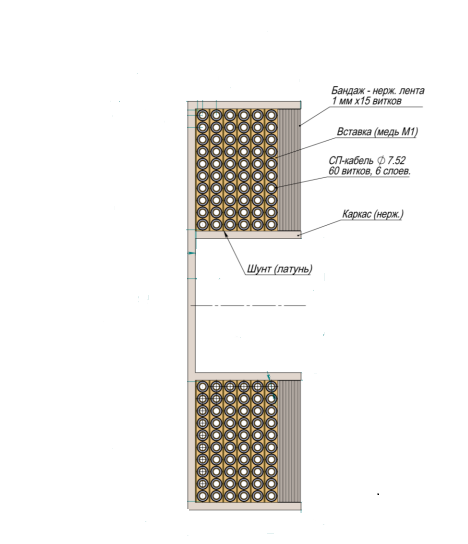 Бандаж - нерж. лента
1 мм х15 витков
Вставка (медь М1)
СП-кабель ∅ 7.52
60 витков, 6 слоев.
Каркас (нерж.)
Шунт (латунь)